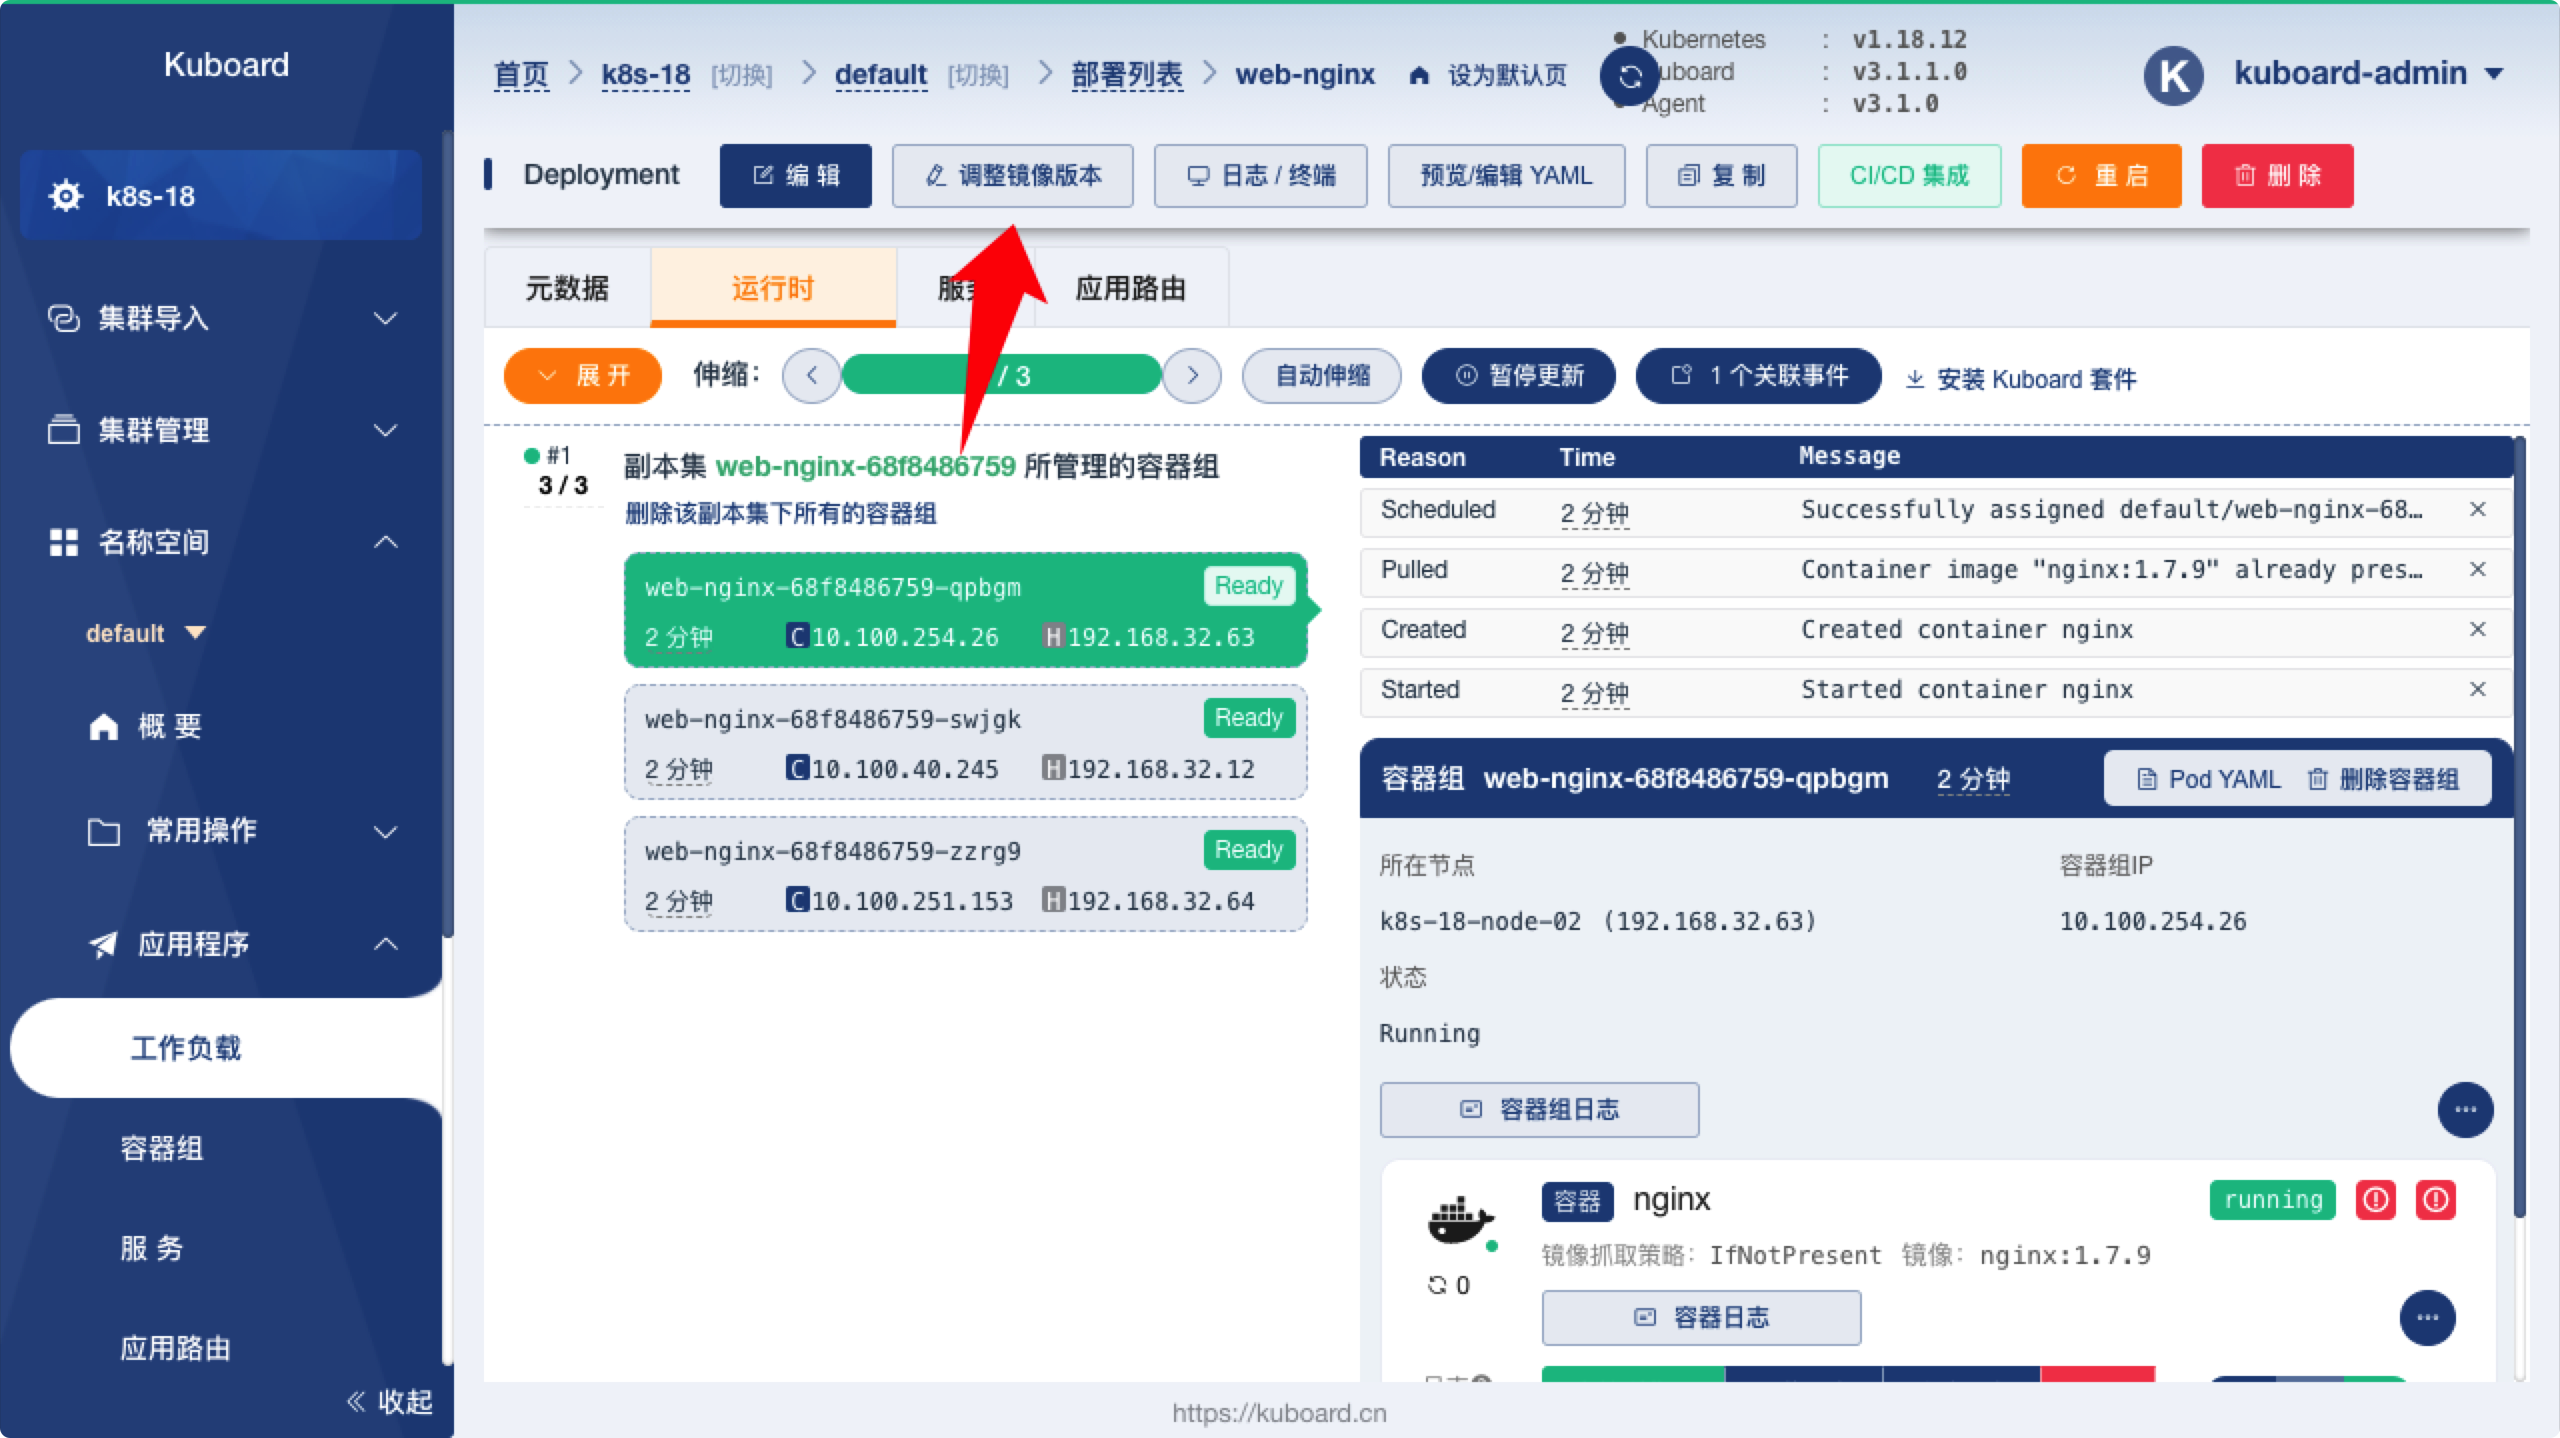 Kuboard
k8s-18
集群导入
集群管理
名称空间
default
概 要
常用操作
应用程序
工作负载
容器组
服 务
应用路由
收起
首页 k8s-18 [切换] default [切换] 部署列表 web-nginx 设为默认页
Kubernetes : v1.18.12
uboard : v3.1.1.0
Agent : v3.1.0
K kuboard-admin
Deployment 编 辑 调整镜像版本 日志 / 终端 预览/编辑 YAML 复 制 CI/CD 集成 重 启 删 除
元数据 运行时 服务 应用路由
展 开 伸缩: / 3 自动伸缩 暂停更新 1 个关联事件 安装 Kuboard 套件
#1
3 / 3
副本集 web-nginx-68f8486759 所管理的容器组
删除该副本集下所有的容器组
web-nginx-68f8486759-qpbgm Ready
2 分钟 C 10.100.254.26 H 192.168.32.63
web-nginx-68f8486759-swjgk Ready
2 分钟 C 10.100.40.245 H 192.168.32.12
web-nginx-68f8486759-zzrg9 Ready
2 分钟 C 10.100.251.153 H 192.168.32.64
Reason Time Message
Scheduled 2 分钟 Successfully assigned default/web-nginx-68…
Pulled 2 分钟 Container image "nginx:1.7.9" already pres…
Created 2 分钟 Created container nginx
Started 2 分钟 Started container nginx
容器组 web-nginx-68f8486759-qpbgm 2 分钟 Pod YAML 删除容器组
所在节点 容器组IP
k8s-18-node-02 (192.168.32.63) 10.100.254.26
状态
Running
容器组日志
容器 nginx running
镜像抓取策略: IfNotPresent 镜像: nginx:1.7.9
0
容器日志
https://kuboard.cn